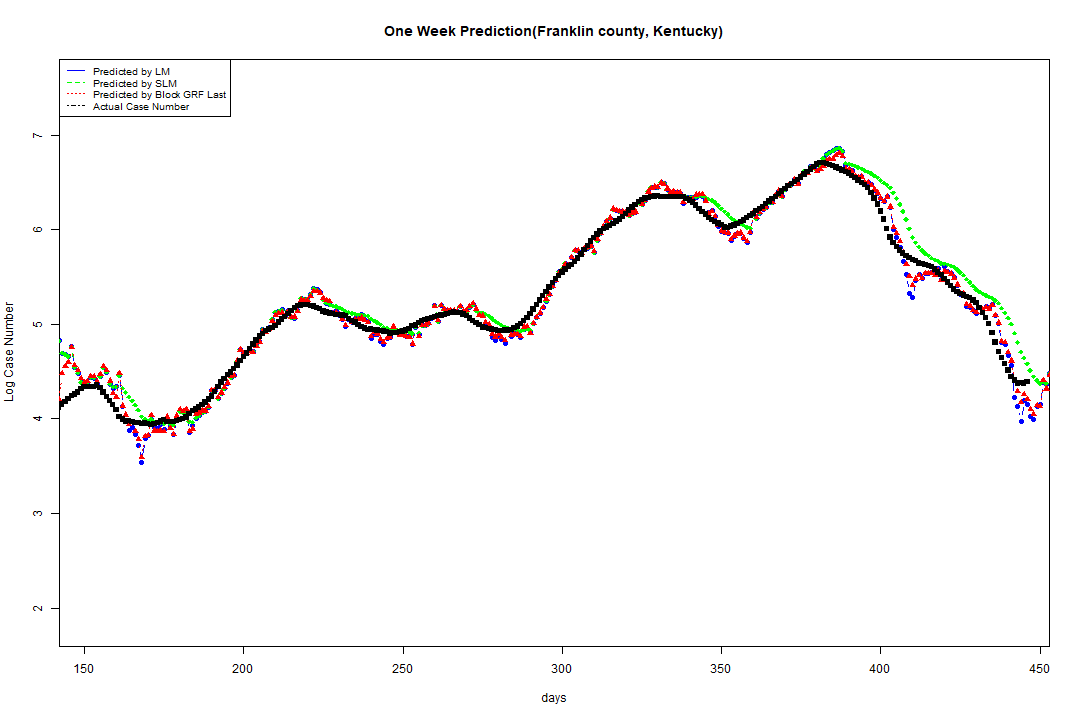 One Week Prediction(Franklin county, Kentucky)
Predicted by LM
Predicted by SLM
Predicted by Block GRF Last
Actual Case Number
7
6
5
4
3
2
Log Case Number
150 200 250 300 350 400 450
days